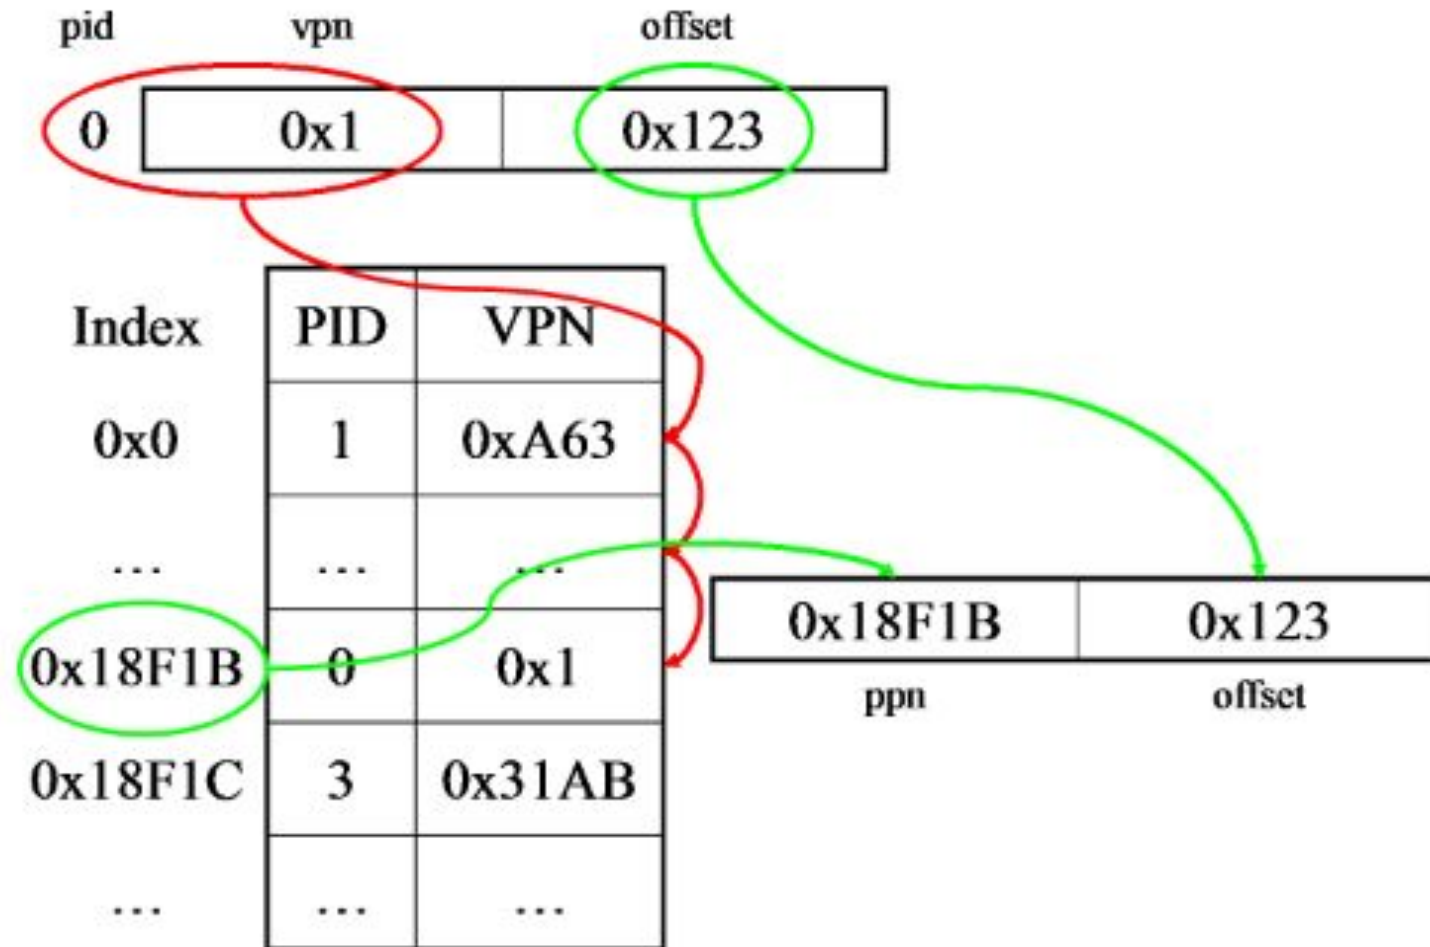 pid vpn offset
0 0x1 0x123
Index PID VPN
0x0 1 0xA63
... ... ...
0x18F1B 0x123
0x18F1B 0 0x1
ppn offset
0x18F1C 3 0x31AB
... ... ...